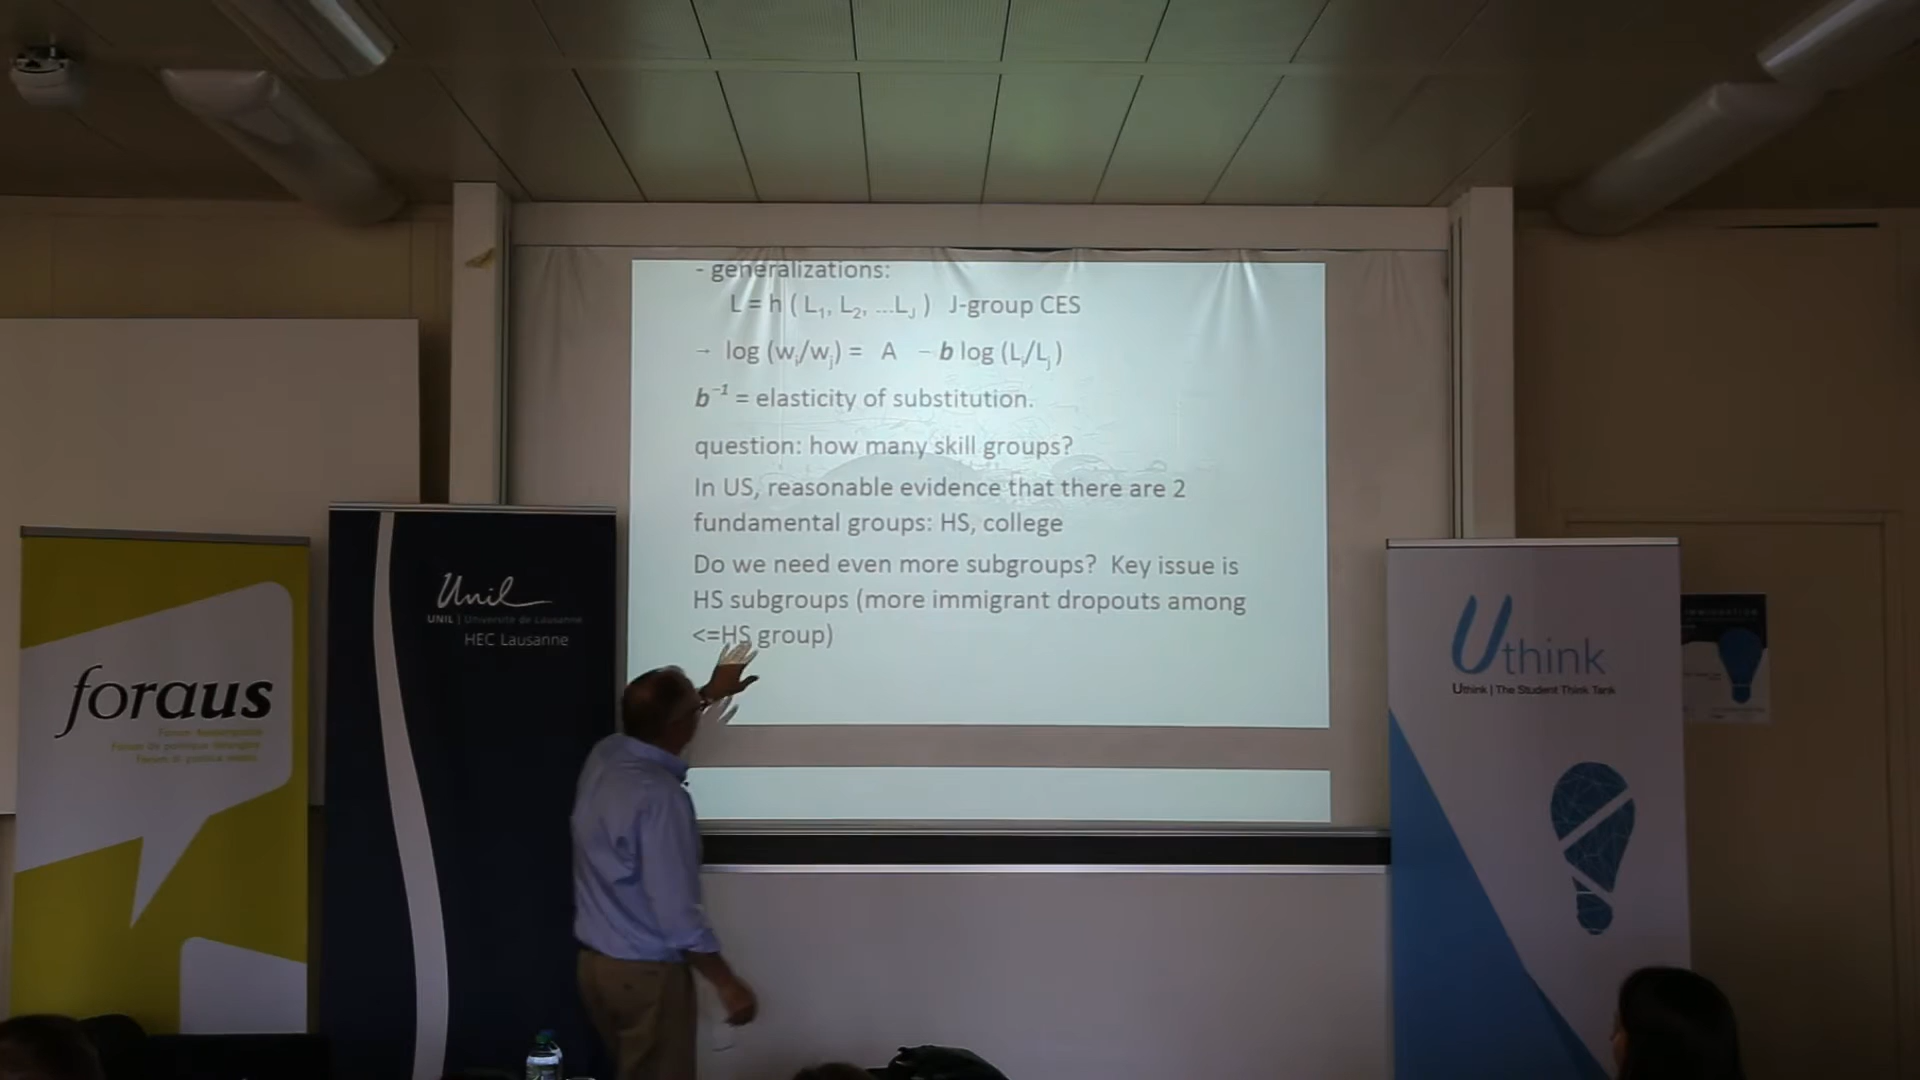 - generalizations:
L = h ( L1, L2, ...LJ ) J-group CES
→ log (wi/wj) = A – b log (Li/Lj )
b⁻¹ = elasticity of substitution.
question: how many skill groups?
In US, reasonable evidence that there are 2
fundamental groups: HS, college
Do we need even more subgroups? Key issue is
HS subgroups (more immigrant dropouts among
<=HS group)
foraus
Unil
UNIL | Université de Lausanne
HEC Lausanne
Uthink
Uthink | The Student Think Tank